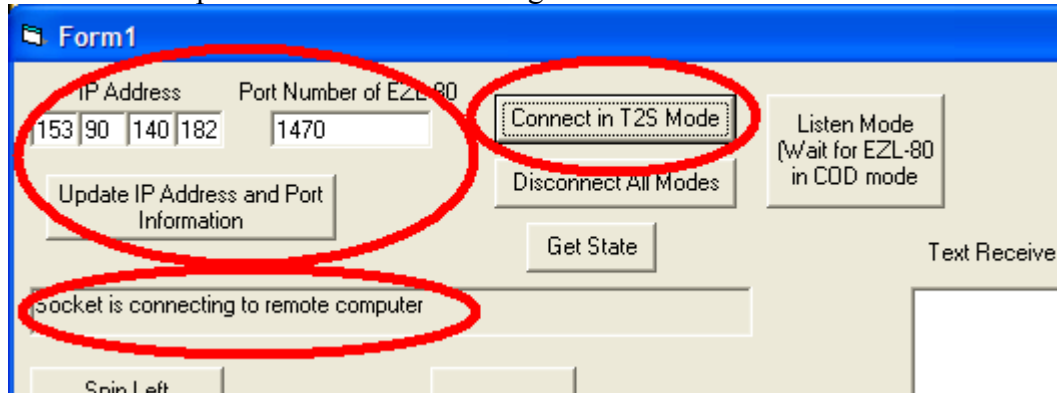 Form1
IP Address
Port Number of EZL-80
153 90 140 182
1470
Connect in T2S Mode
Listen Mode
(Wait for EZL-80
in COD mode
Update IP Address and Port
Information
Disconnect All Modes
Get State
Text Receive
Socket is connecting to remote computer
Spin Left